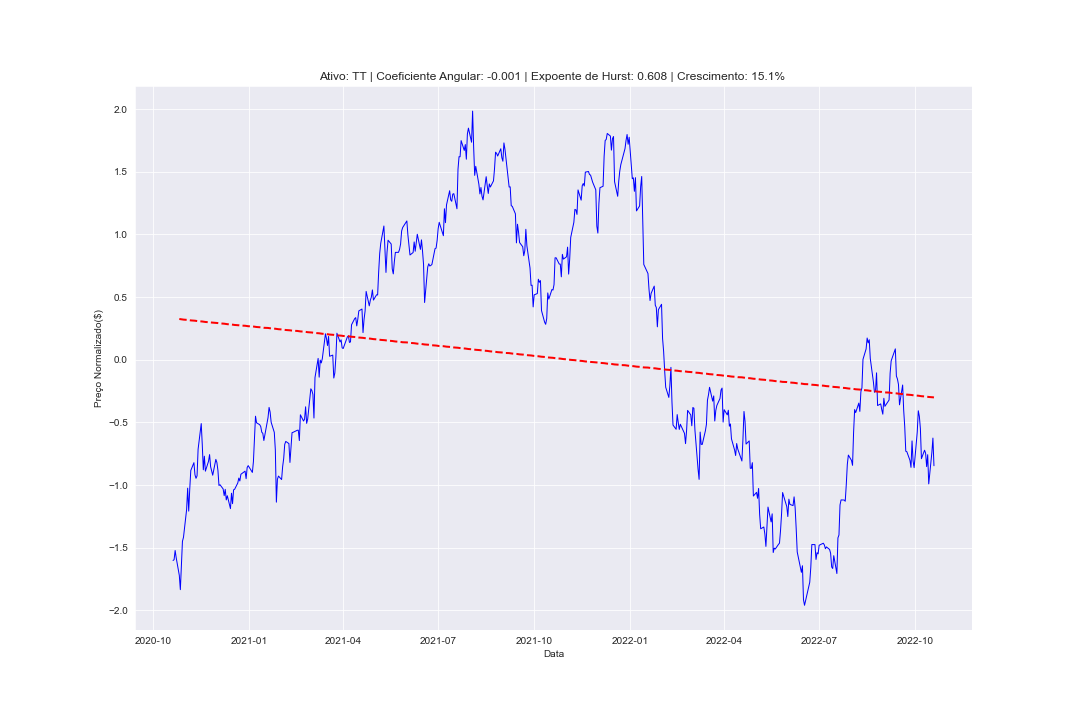 Ativo: TT | Coeficiente Angular: -0.001 | Expoente de Hurst: 0.608 | Crescimento: 15.1%
2.0
1.5
1.0
0.5
0.0
−0.5
−1.0
−1.5
−2.0
Preço Normalizado($)
2020-10 2021-01 2021-04 2021-07 2021-10 2022-01 2022-04 2022-07 2022-10
Data